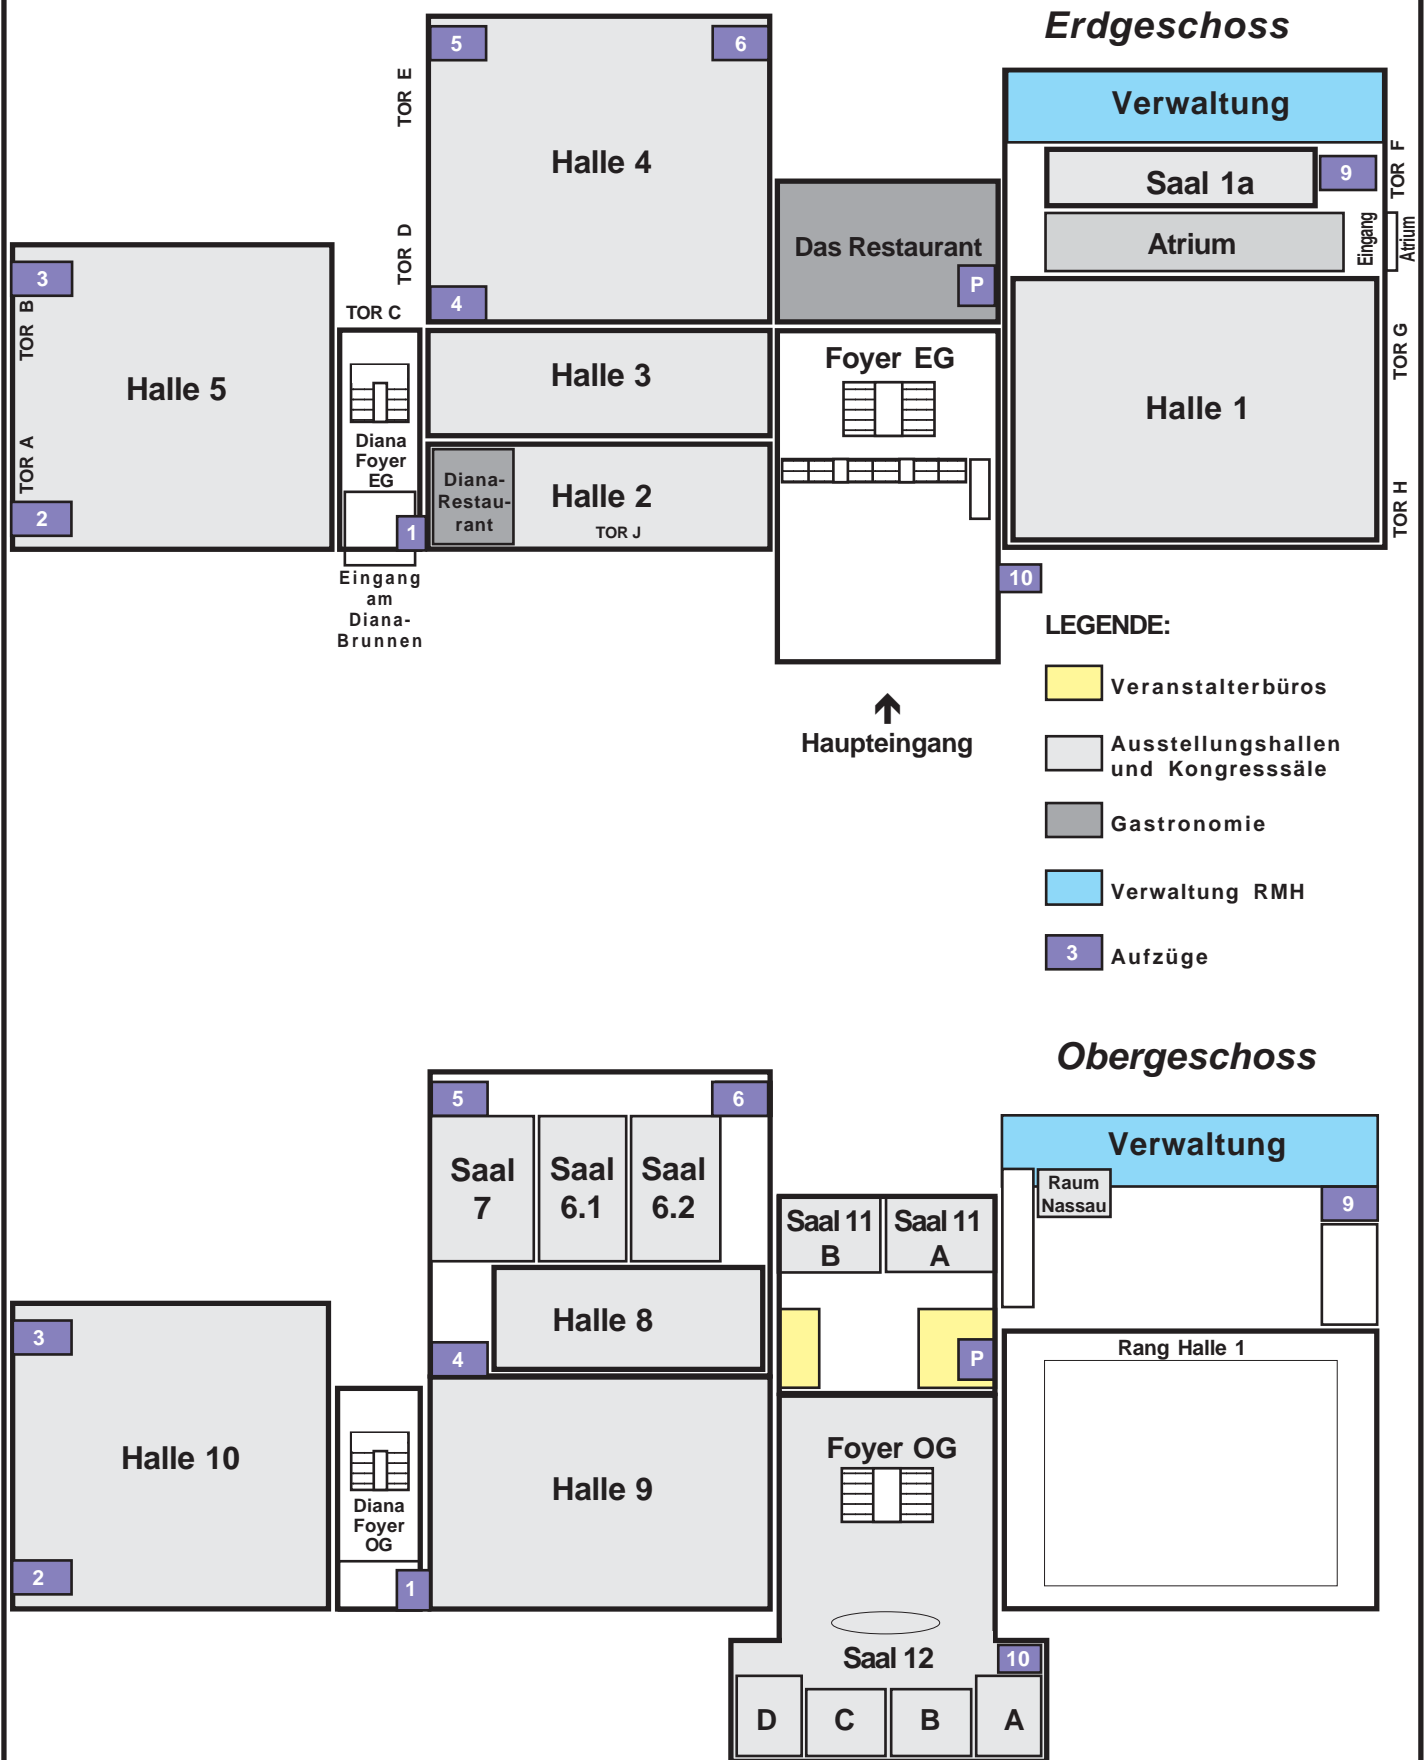 Erdgeschoss
5
6
TOR E
Halle 4
TOR D
4
Verwaltung
Saal 1a
9
TOR F
Atrium
Eingang
Atrium
Das Restaurant
P
3
TOR B
Halle 5
TOR A
2
TOR C
Diana
Foyer
EG
1
Eingang
am
Diana-
Brunnen
Halle 3
Diana-
Restau-
rant
Halle 2
TOR J
Foyer EG
10
Halle 1
TOR G
TOR H
Haupteingang
LEGENDE:
Veranstalterbüros
Ausstellungshallen
und Kongresssäle
Gastronomie
Verwaltung RMH
3
Aufzüge
Obergeschoss
5
6
Saal
7
Saal
6.1
Saal
6.2
Halle 8
4
Saal 11
B
Saal 11
A
P
Verwaltung
Raum
Nassau
9
Rang Halle 1
3
Halle 10
2
Diana
Foyer
OG
1
Halle 9
Foyer OG
Saal 12
10
D
C
B
A